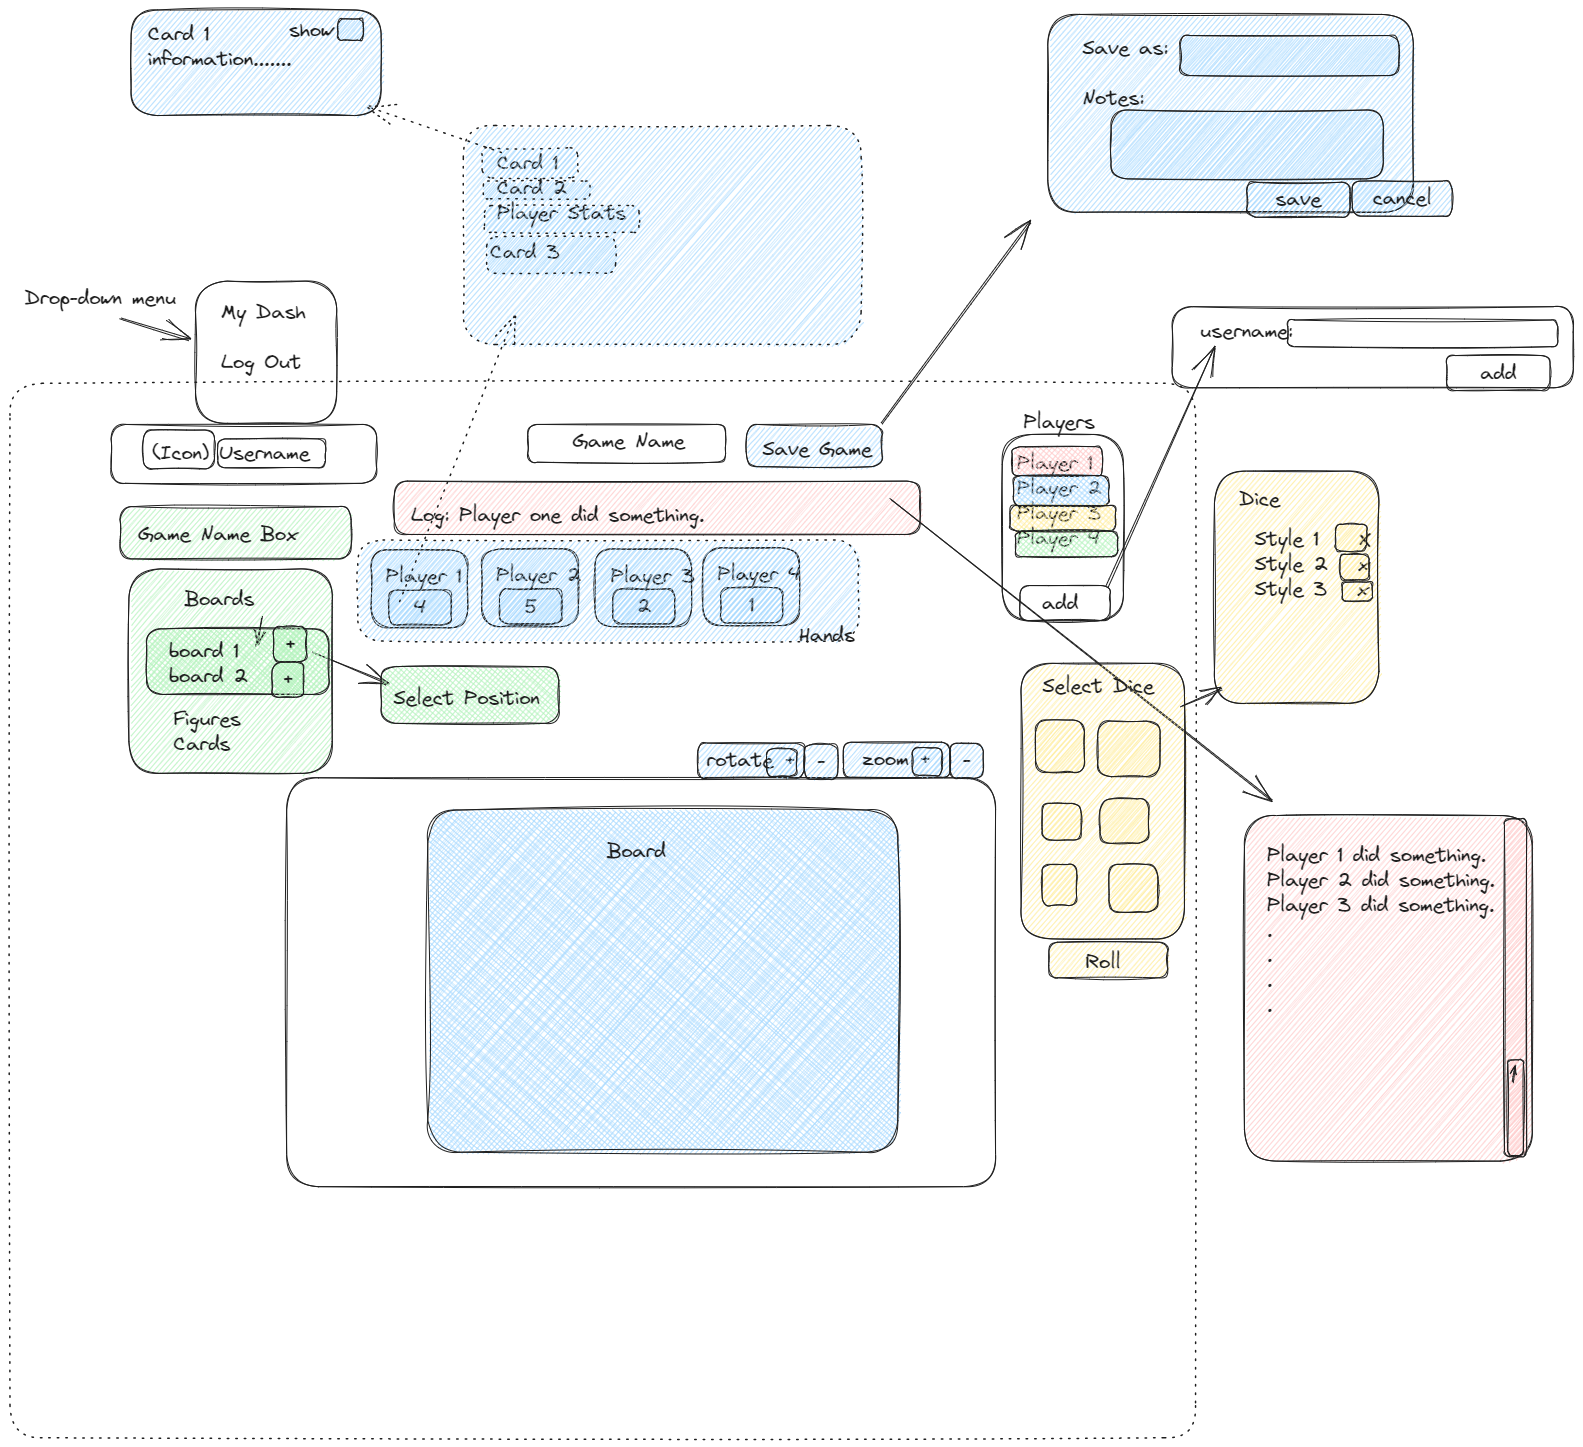 Card 1
show
information.......
Save as:
Notes:
save
cancel
Card 1
Card 2
Player Stats
Card 3
Drop-down menu
My Dash
Log Out
username:
add
(Icon)
Username
Game Name
Save Game
Players
Player 1
Player 2
Player 3
Player 4
add
Log: Player one did something.
Game Name Box
Player 1
4
Player 2
5
Player 3
2
Player 4
1
Hands
Boards
board 1
+
board 2
+
Figures
Cards
Select Position
Dice
Style 1
x
Style 2
x
Style 3
x
Select Dice
rotate
+
-
zoom
+
-
Board
Roll
Player 1 did something.
Player 2 did something.
Player 3 did something.
.
.
.
.